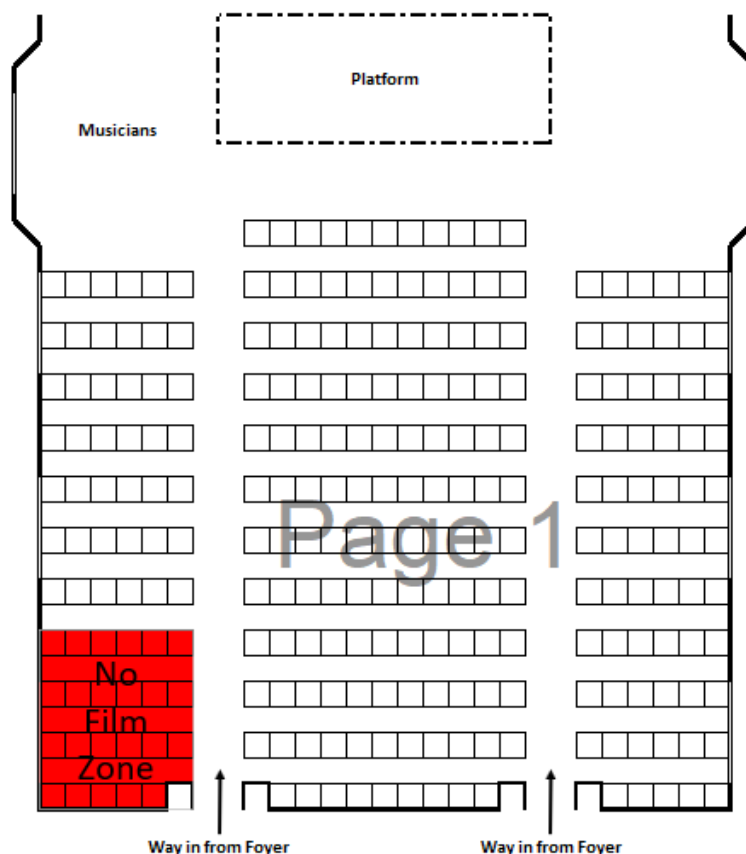 Platform
Musicians
Page 1
No
Film
Zone
Way in from Foyer
Way in from Foyer